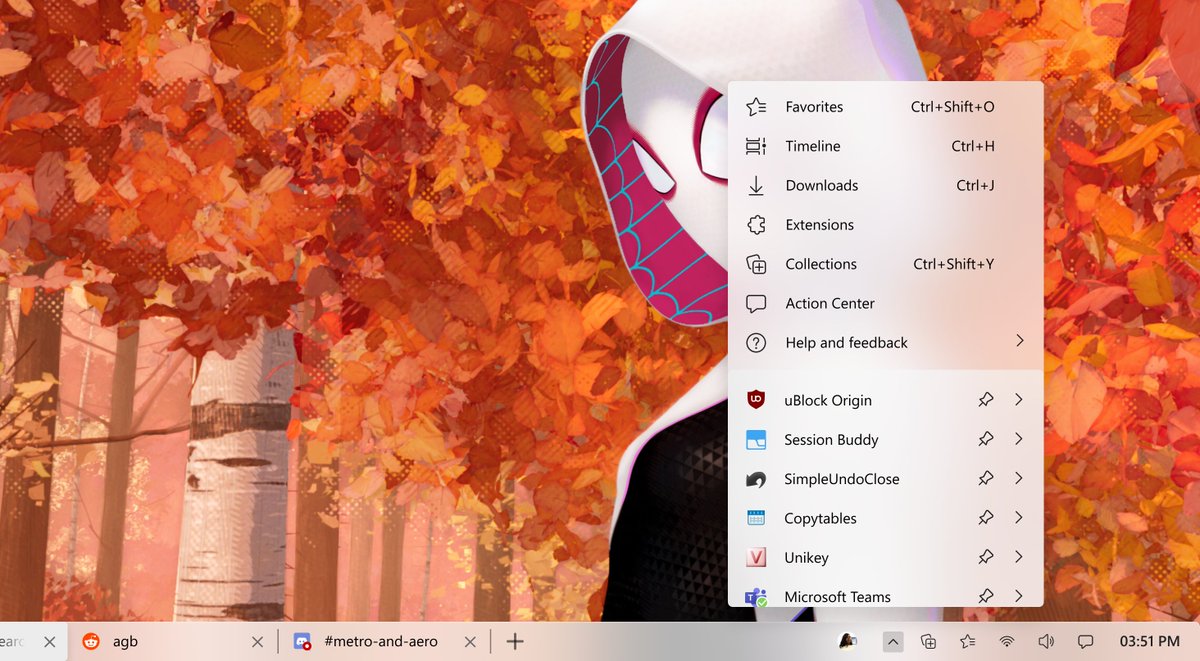 Favorites Ctrl+Shift+O
Timeline Ctrl+H
Downloads Ctrl+J
Extensions
Collections Ctrl+Shift+Y
Action Center
Help and feedback
uBlock Origin
Session Buddy
SimpleUndoClose
Copytables
Unikey
Microsoft Teams
agb #metro-and-aero 03:51 PM